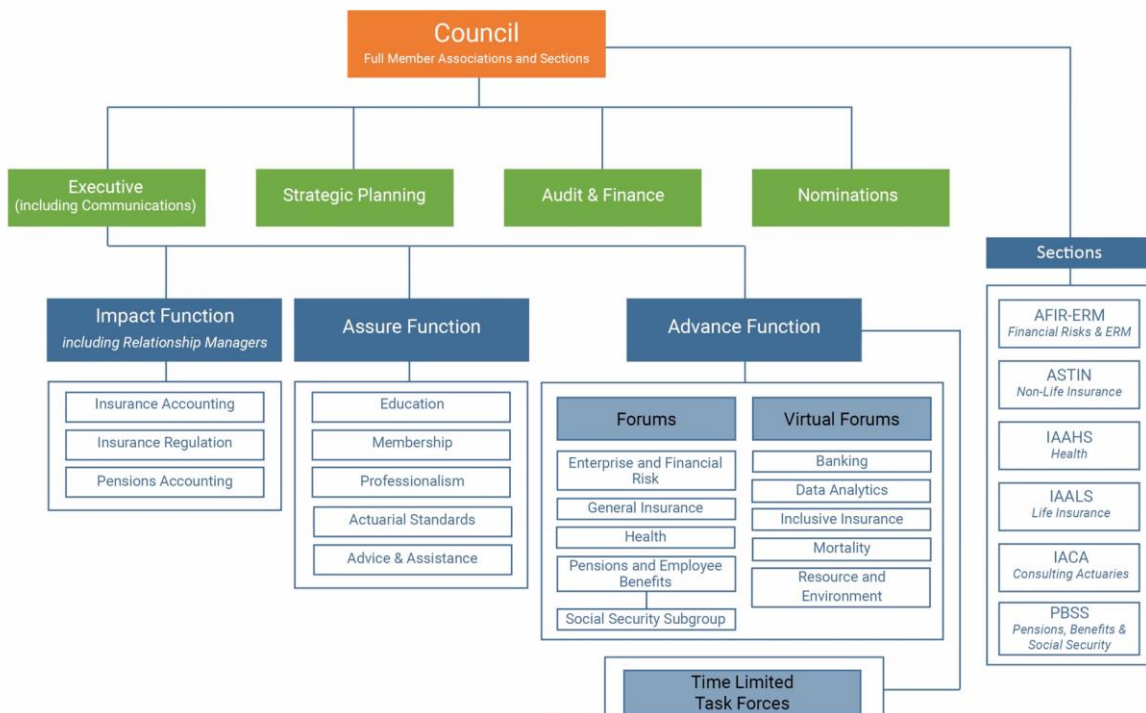 Council
Full Member Associations and Sections
Executive
(including Communications)
Strategic Planning
Audit & Finance
Nominations
Sections
Impact Function
including Relationship Managers
Assure Function
Advance Function
Insurance Accounting
Insurance Regulation
Pensions Accounting
Education
Membership
Professionalism
Actuarial Standards
Advice & Assistance
Forums
Enterprise and Financial
Risk
General Insurance
Health
Pensions and Employee
Benefits
Social Security Subgroup
Virtual Forums
Banking
Data Analytics
Inclusive Insurance
Mortality
Resource and
Environment
Time Limited
Task Forces
AFIR-ERM
Financial Risks & ERM
ASTIN
Non-Life Insurance
IAAHS
Health
IAALS
Life Insurance
IACA
Consulting Actuaries
PBSS
Pensions, Benefits &
Social Security